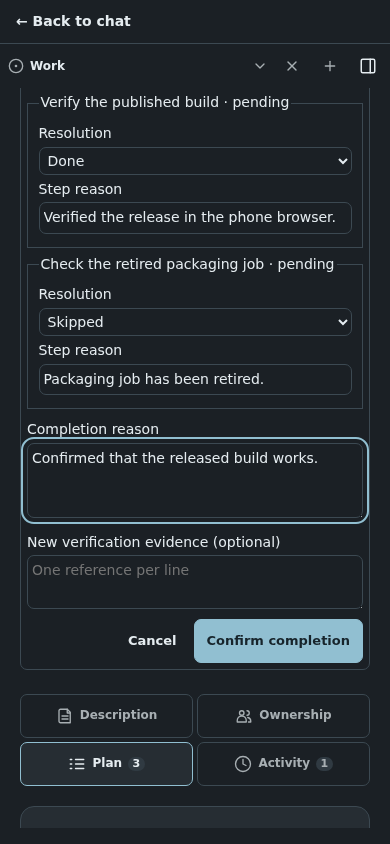 ← Back to chat
Work
Verify the published build · pending
Resolution
Done
Step reason
Verified the release in the phone browser.
Check the retired packaging job · pending
Resolution
Skipped
Step reason
Packaging job has been retired.
Completion reason
Confirmed that the released build works.
New verification evidence (optional)
One reference per line
Cancel Confirm completion
Description Ownership
Plan 3 Activity 1